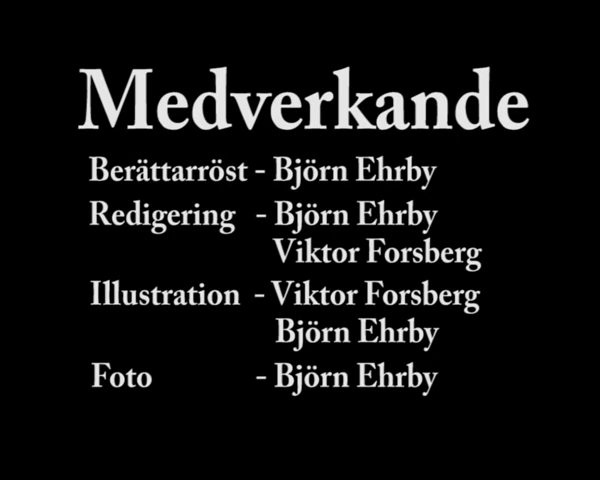 Medverkande
Berättarröst - Björn Ehrby
Redigering - Björn Ehrby
Viktor Forsberg
Illustration - Viktor Forsberg
Björn Ehrby
Foto - Björn Ehrby